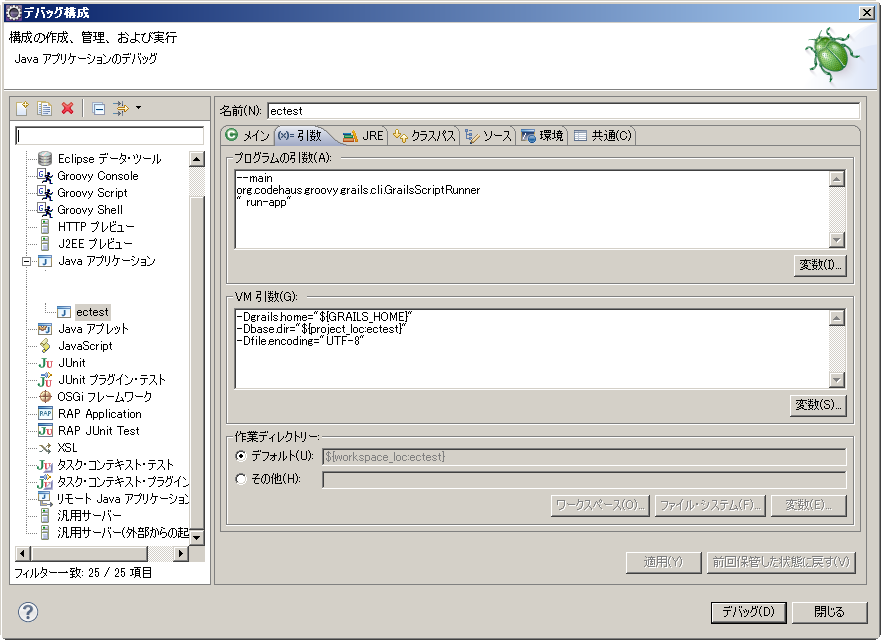 デバッグ構成
構成の作成、管理、および実行
Java アプリケーションのデバッグ
Eclipse データ・ツール
Groovy Console
Groovy Script
Groovy Shell
HTTP プレビュー
J2EE プレビュー
Java アプリケーション
ectest
Java アプレット
JavaScript
JUnit
JUnit プラグイン・テスト
OSGi フレームワーク
RAP Application
RAP JUnit Test
XSL
タスク・コンテキスト・テスト
タスク・コンテキスト・プラグイン
リモート Java アプリケーション
汎用サーバー
汎用サーバー(外部からの起
フィルター一致: 25 / 25 項目
名前(N): ectest
メイン (x)= 引数 JRE クラスパス ソース 環境 共通(C)
プログラムの引数(A):
--main
org.codehaus.groovy.grails.cli.GrailsScriptRunner
" run-app"
変数(I)...
VM 引数(G):
-Dgrails.home="${GRAILS_HOME}"
-Dbase.dir="${project_loc:ectest}"
-Dfile.encoding="UTF-8"
変数(S)...
作業ディレクトリー:
デフォルト(U): ${workspace_loc:ectest}
その他(H):
ワークスペース(O)... ファイル・システム(F)... 変数(E)...
適用(Y) 前回保管した状態に戻す(V)
デバッグ(D) 閉じる